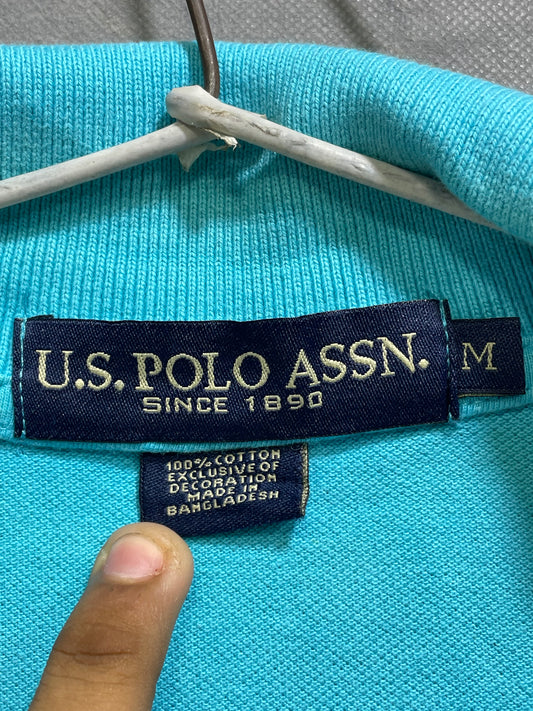 U.S. POLO ASSN.
SINCE 1890
M
100% COTTON
EXCLUSIVE OF
DECORATION
MADE IN
BANGLADESH